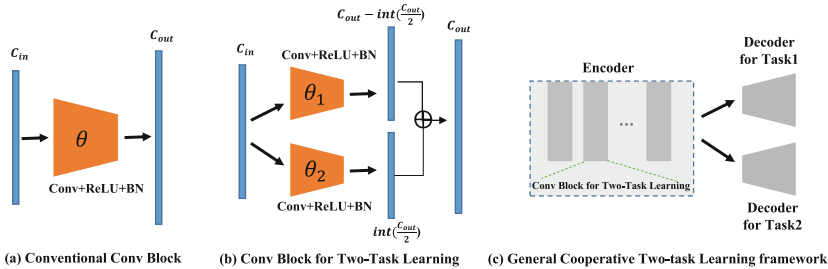 C_in
C_out
θ
Conv+ReLU+BN
(a) Conventional Conv Block
C_in
C_out − int(C_out/2)
C_out
Conv+ReLU+BN
θ₁
⊕
θ₂
Conv+ReLU+BN
int(C_out/2)
(b) Conv Block for Two-Task Learning
Encoder
...
Conv Block for Two-Task Learning
Decoder
for Task1
Decoder
for Task2
(c) General Cooperative Two-task Learning framework